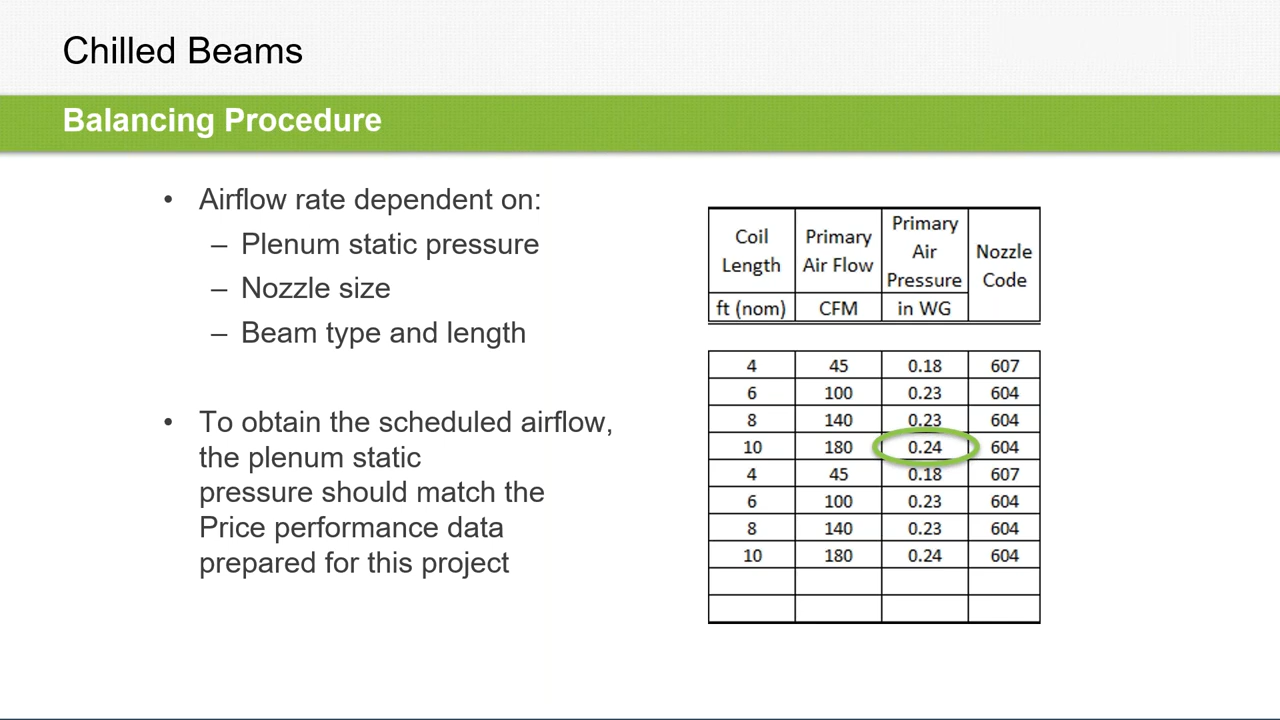 Chilled Beams
Balancing Procedure
• Airflow rate dependent on:
– Plenum static pressure
– Nozzle size
– Beam type and length
• To obtain the scheduled airflow,
the plenum static
pressure should match the
Price performance data
prepared for this project
Coil Length Primary Air Flow Primary Air Pressure Nozzle Code
ft (nom) CFM in WG
4 45 0.18 607
6 100 0.23 604
8 140 0.23 604
10 180 0.24 604
4 45 0.18 607
6 100 0.23 604
8 140 0.23 604
10 180 0.24 604